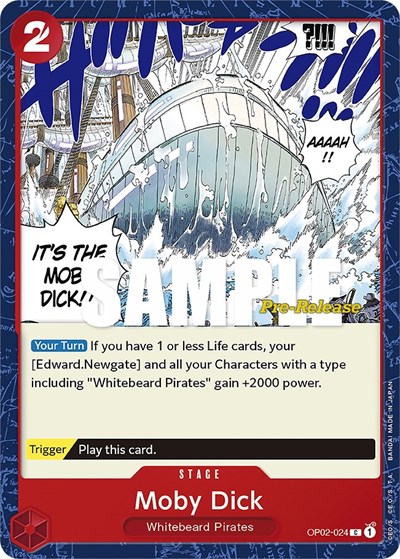 2
?!!!
AAAAH
!!
IT'S THE
MOB
DICK!!
SAMPLE
Pre-Release
Your Turn If you have 1 or less Life cards, your
[Edward.Newgate] and all your Characters with a type
including "Whitebeard Pirates" gain +2000 power.
Trigger Play this card.
STAGE
Moby Dick
Whitebeard Pirates
OP02-024 C 1
BANDAI MADE IN JAPAN